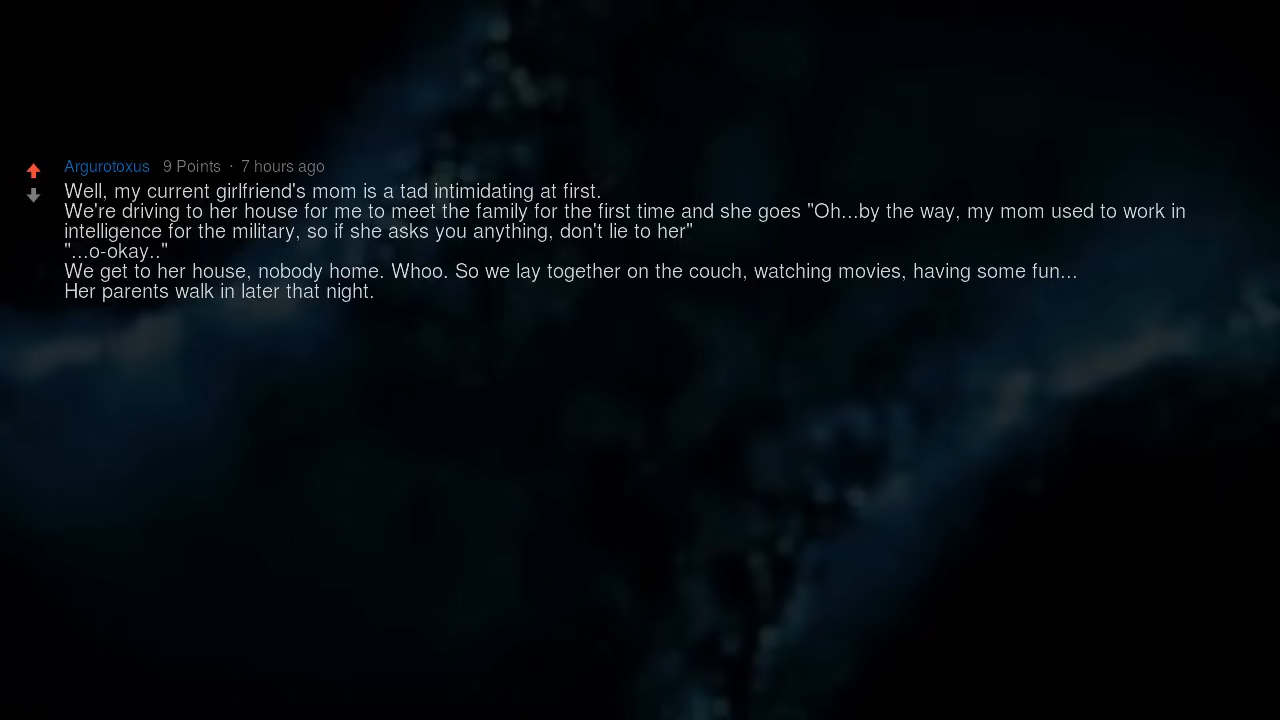 Argurotoxus 9 Points · 7 hours ago
Well, my current girlfriend's mom is a tad intimidating at first.
We're driving to her house for me to meet the family for the first time and she goes "Oh...by the way, my mom used to work in
intelligence for the military, so if she asks you anything, don't lie to her"
"...o-okay.."
We get to her house, nobody home. Whoo. So we lay together on the couch, watching movies, having some fun...
Her parents walk in later that night.